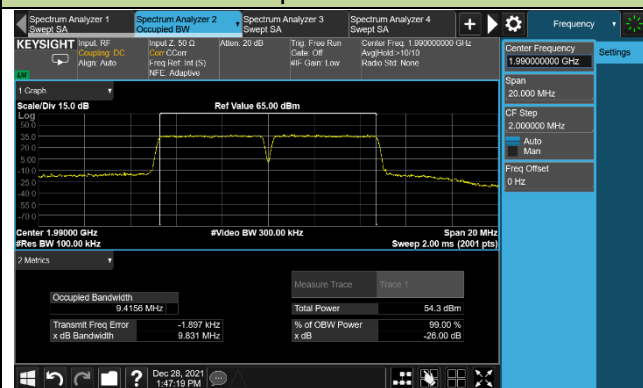 Spectrum Analyzer 1
Swept SA
Spectrum Analyzer 2
Occupied BW
Spectrum Analyzer 3
Swept SA
Spectrum Analyzer 4
Swept SA
Frequency
KEYSIGHT
Input: RF
Coupling: DC
Align: Auto
Input Z: 50 Ω
Corr CCorr
Freq Ref: Int (S)
NFE: Adaptive
Atten: 20 dB
Trig: Free Run
Gate: Off
#IF Gain: Low
Center Freq: 1.990000000 GHz
Avg|Hold:>10/10
Radio Std: None
LM
Center Frequency
1.990000000 GHz
Settings
Span
20.000 MHz
CF Step
2.000000 MHz
Auto
Man
Freq Offset
0 Hz
1 Graph
Scale/Div 15.0 dB
Ref Value 65.00 dBm
Log
50.0
35.0
20.0
5.00
-10.0
-25.0
-40.0
-55.0
-70.0
Center 1.99000 GHz
#Video BW 300.00 kHz
Span 20 MHz
#Res BW 100.00 kHz
Sweep 2.00 ms (2001 pts)
2 Metrics
Measure Trace
Trace 1
Occupied Bandwidth
9.4156 MHz
Total Power
54.3 dBm
Transmit Freq Error
-1.897 kHz
% of OBW Power
99.00 %
x dB Bandwidth
9.831 MHz
x dB
-26.00 dB
Dec 28, 2021
1:47:19 PM